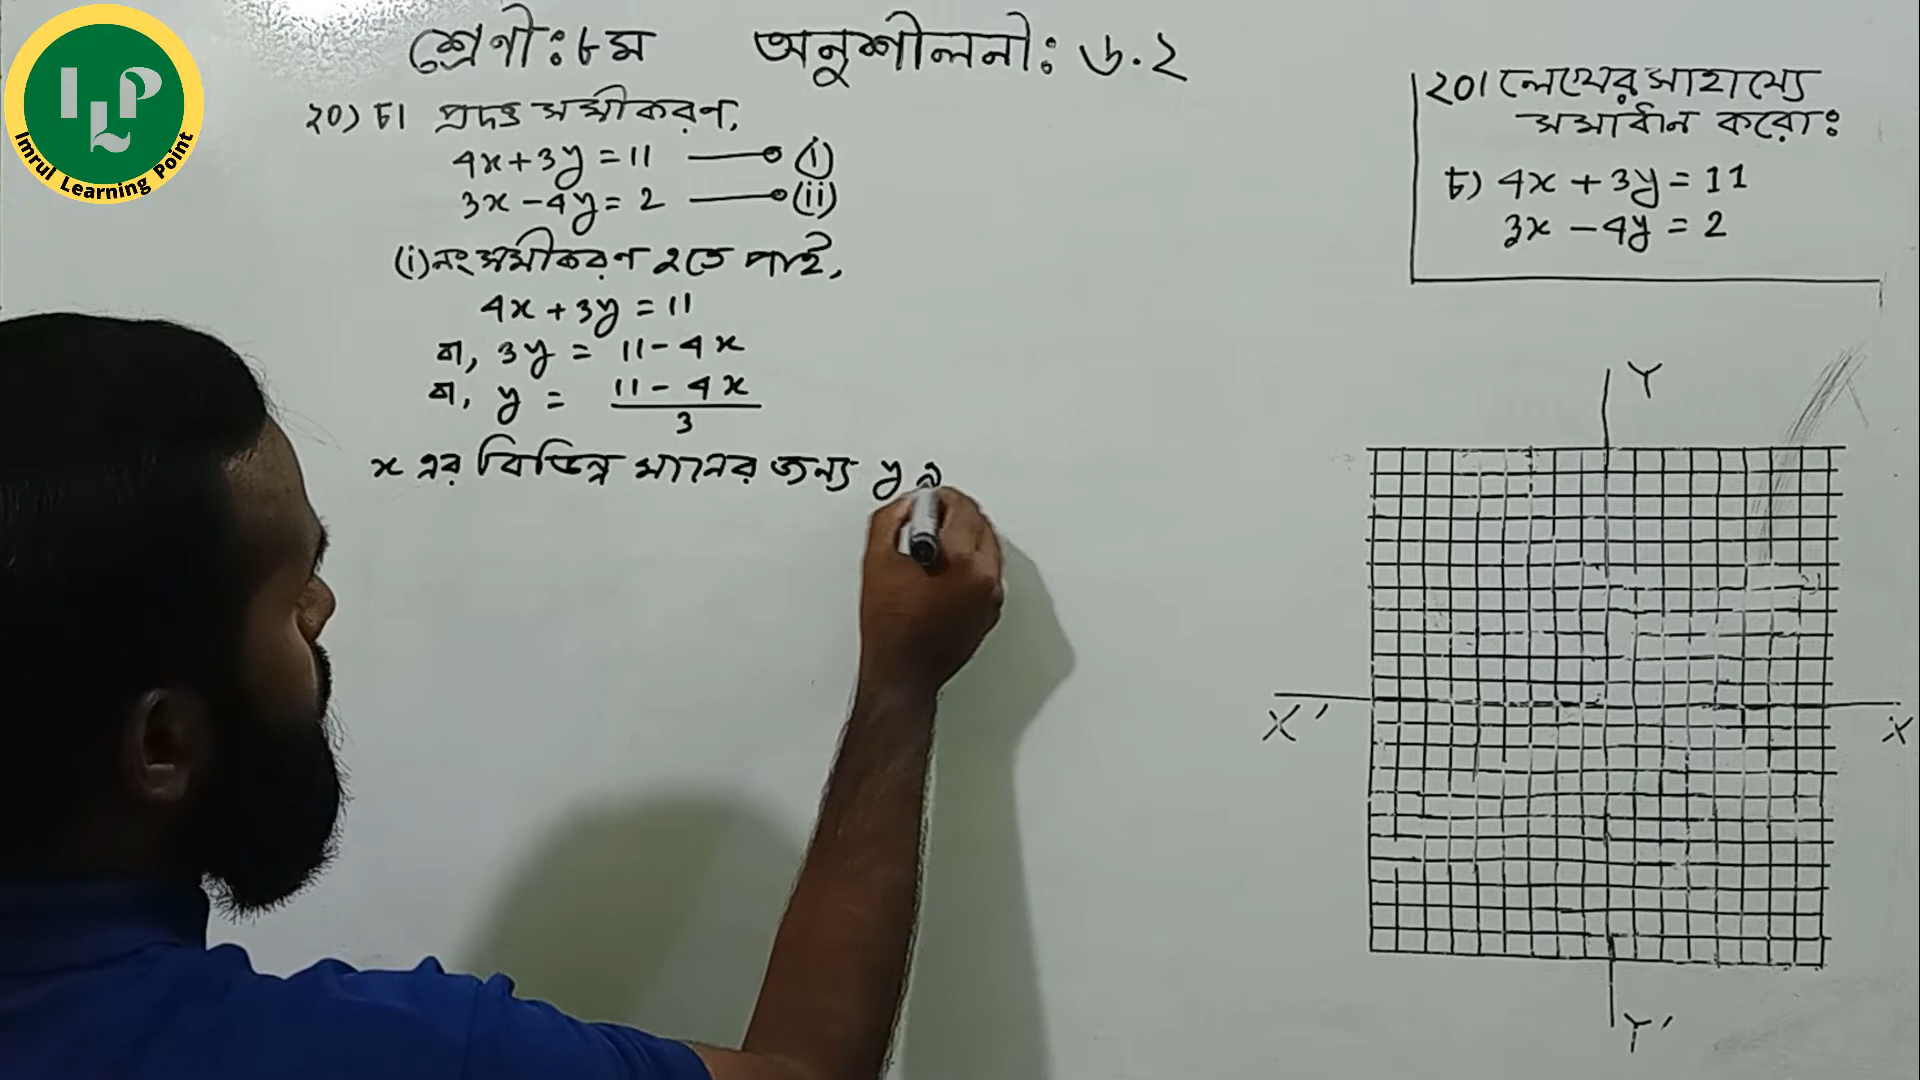 ILP
Imrul Learning Point
শ্রেণী: ৮ম অনুশীলনী: ৬.২
২০) চ। প্রদত্ত সমীকরণ,
4x + 3y = 11 (i)
3x - 4y = 2 (ii)
(i) নং সমীকরণ হতে পাই,
4x + 3y = 11
বা, 3y = 11 - 4x
বা, y = 11 - 4x / 3
x এর বিভিন্ন মানের জন্য y
২০। লেখের সাহায্যে
সমাধান করো:
চ) 4x + 3y = 11
3x - 4y = 2
Y
X' X
Y'